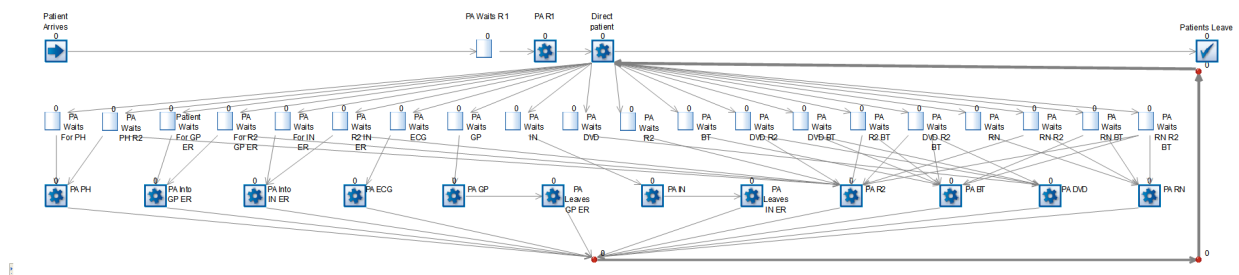 Patient
Arrives
0
PA Waits R 1
0
PA R1
0
Direct
patient
0
Patients Leave
0
0
0
PA
Waits
For PH
0
PA
Waits
PH R2
0
Patient
Waits
For GP
ER
0
PA
Waits
For R2
GP ER
0
PA
Waits
For IN
ER
0
PA
Waits
R2 IN
ER
0
PA
Waits
ECG
0
PA
Waits
GP
0
PA
Waits
IN
0
PA
Waits
DVD
0
PA
Waits
R2
0
PA
Waits
BT
0
PA
Waits
DVD R2
0
PA
Waits
DVD BT
0
PA
Waits
R2 BT
0
PA
Waits
DVD R2
BT
0
PA
Waits
RN
0
PA
Waits
RN R2
0
PA
Waits
RN BT
0
PA
Waits
RN R2
BT
0
PA PH
0
PA Into
GP ER
0
PA Into
IN ER
0
PA ECG
0
PA GP
0
PA
Leaves
GP ER
0
PA IN
0
PA
Leaves
IN ER
0
PA R2
0
PA BT
0
PA DVD
0
PA RN
0
0